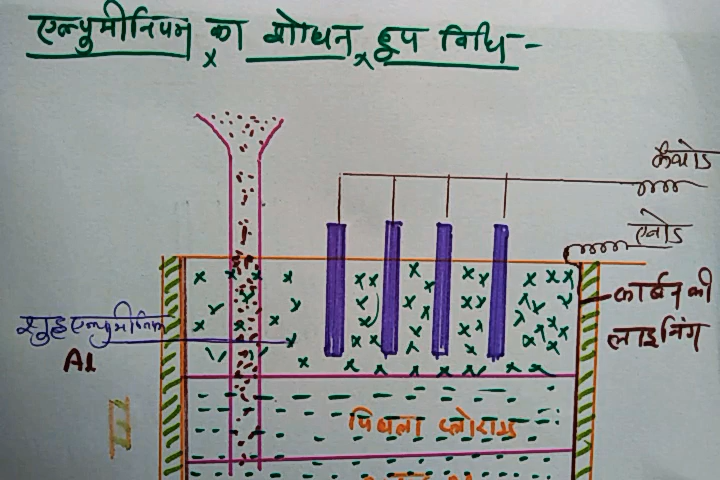 एल्युमीनियम का शोधन हूप विधि -
कैथोड
एनोड
कार्बन की
लाइनिंग
शुद्ध एल्युमीनियम
Al
पिघला फ्लोराइड